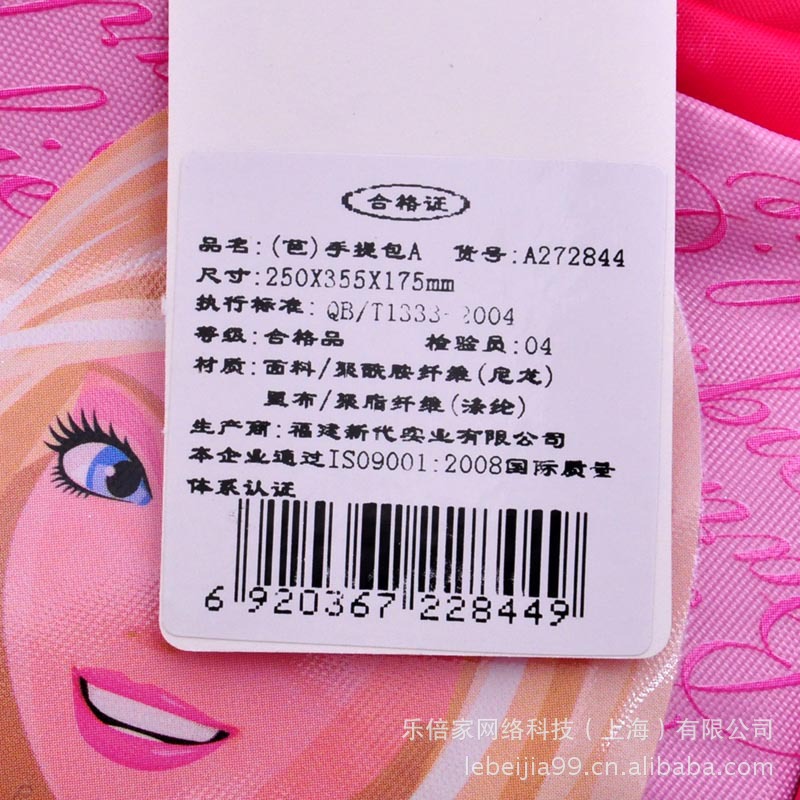 合格证
品名:(芭)手提包A 货号:A272844
尺寸:250X355X175mm
执行标准: QB/T1333-2004
等级:合格品 检验员:04
材质:面料/聚酰胺纤维(尼龙)
里布/聚脂纤维(涤纶)
生产商:福建新代实业有限公司
本企业通过ISO9001:2008国际质量
体系认证
6 920367 228449
乐倍家网络科技（上海）有限公司
lebeijia99.cn.alibaba.com